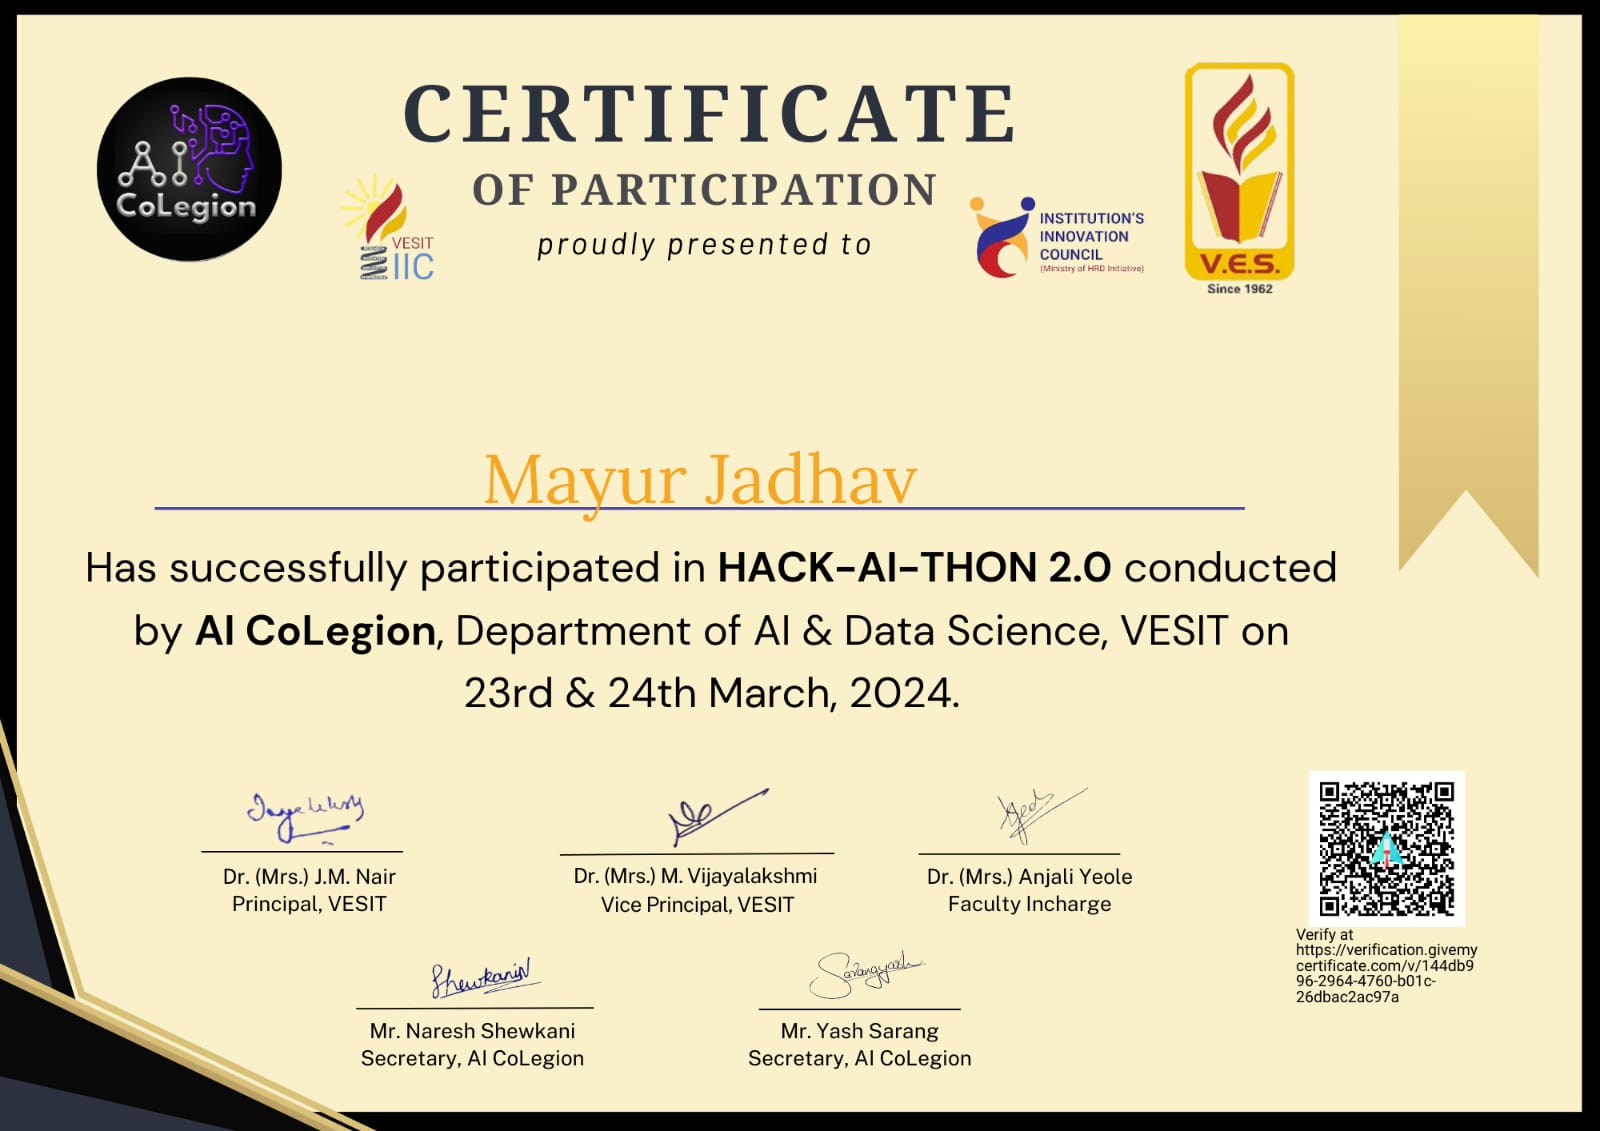 AI
CoLegion
CERTIFICATE
OF PARTICIPATION
proudly presented to
VESIT
IIC
INSTITUTION'S
INNOVATION
COUNCIL
(Ministry of HRD Initiative)
V.E.S.
Since 1962
Mayur Jadhav
Has successfully participated in HACK-AI-THON 2.0 conducted
by AI CoLegion, Department of AI & Data Science, VESIT on
23rd & 24th March, 2024.
Dr. (Mrs.) J.M. Nair
Principal, VESIT
Dr. (Mrs.) M. Vijayalakshmi
Vice Principal, VESIT
Dr. (Mrs.) Anjali Yeole
Faculty Incharge
Verify at
https://verification.givemy
certificate.com/v/144db9
96-2964-4760-b01c-
26dbac2ac97a
Shewkani
Sarangyash
Mr. Naresh Shewkani
Secretary, AI CoLegion
Mr. Yash Sarang
Secretary, AI CoLegion